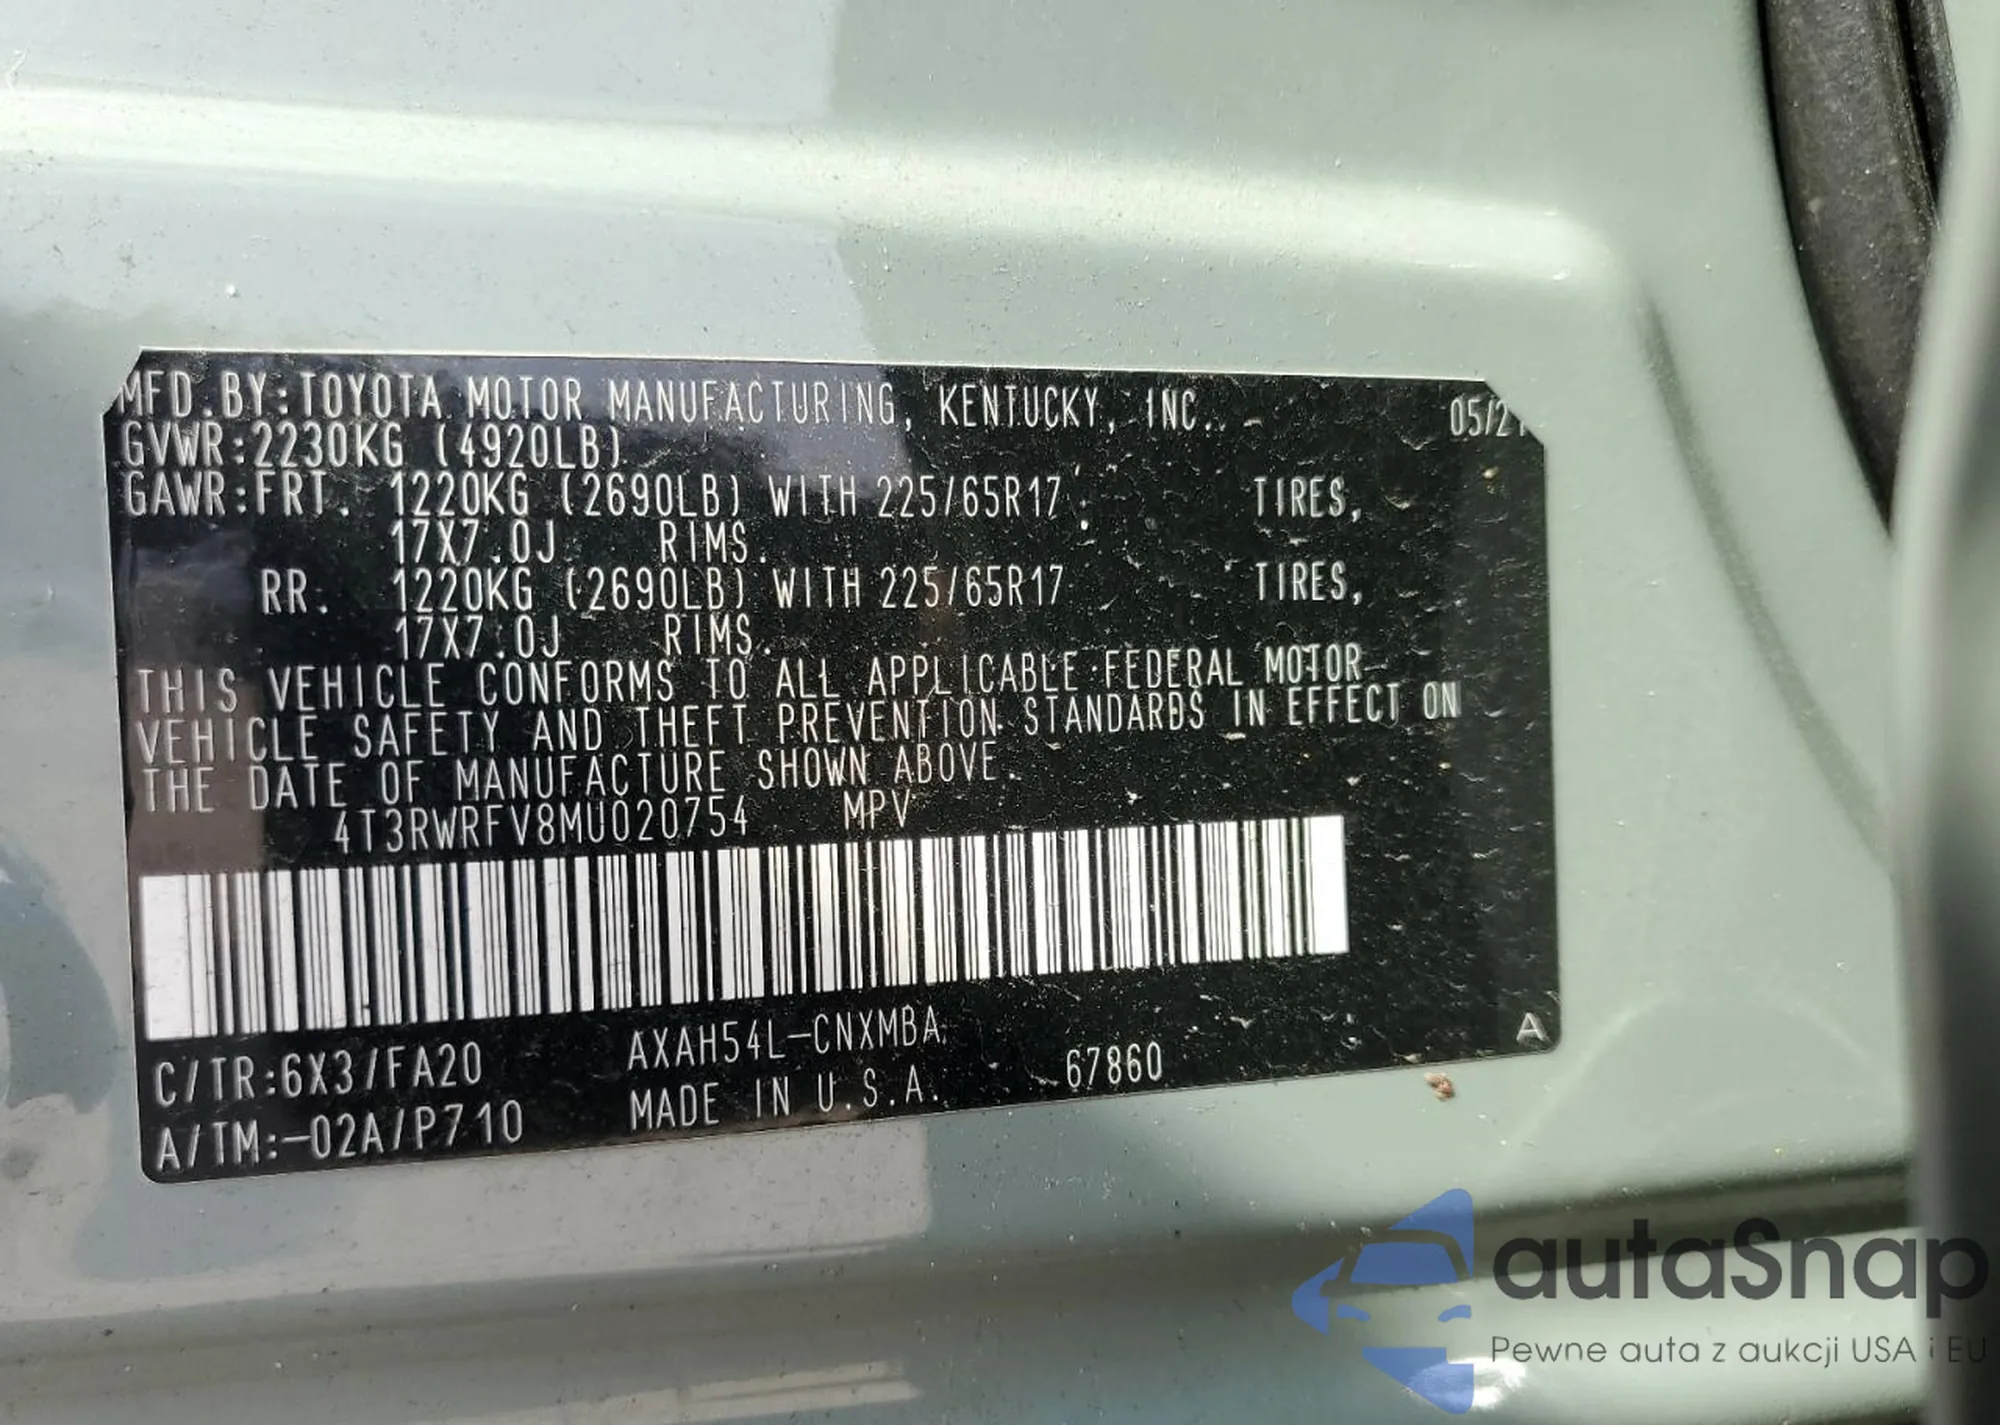 MFD.BY:TOYOTA MOTOR MANUFACTURING, KENTUCKY, INC. 05/21
GVWR:2230KG (4920LB)
GAWR:FRT. 1220KG (2690LB) WITH 225/65R17 TIRES,
17X7.0J RIMS.
RR. 1220KG (2690LB) WITH 225/65R17 TIRES,
17X7.0J RIMS.
THIS VEHICLE CONFORMS TO ALL APPLICABLE FEDERAL MOTOR
VEHICLE SAFETY AND THEFT PREVENTION STANDARDS IN EFFECT ON
THE DATE OF MANUFACTURE SHOWN ABOVE.
4T3RWRFV8MU020754 MPV
C/TR:6X3/FA20 AXAH54L-CNXMBA A
A/TM:-02A/P710 MADE IN U.S.A. 67860
autaSnap
Pewne auta z aukcji USA i EU